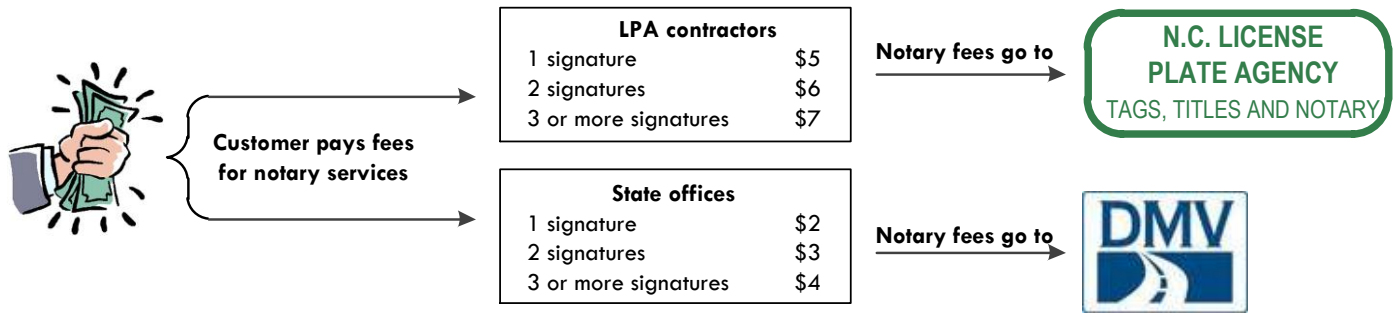 Customer pays fees
for notary services
LPA contractors
1 signature $5
2 signatures $6
3 or more signatures $7
Notary fees go to
N.C. LICENSE
PLATE AGENCY
TAGS, TITLES AND NOTARY
State offices
1 signature $2
2 signatures $3
3 or more signatures $4
Notary fees go to
DMV